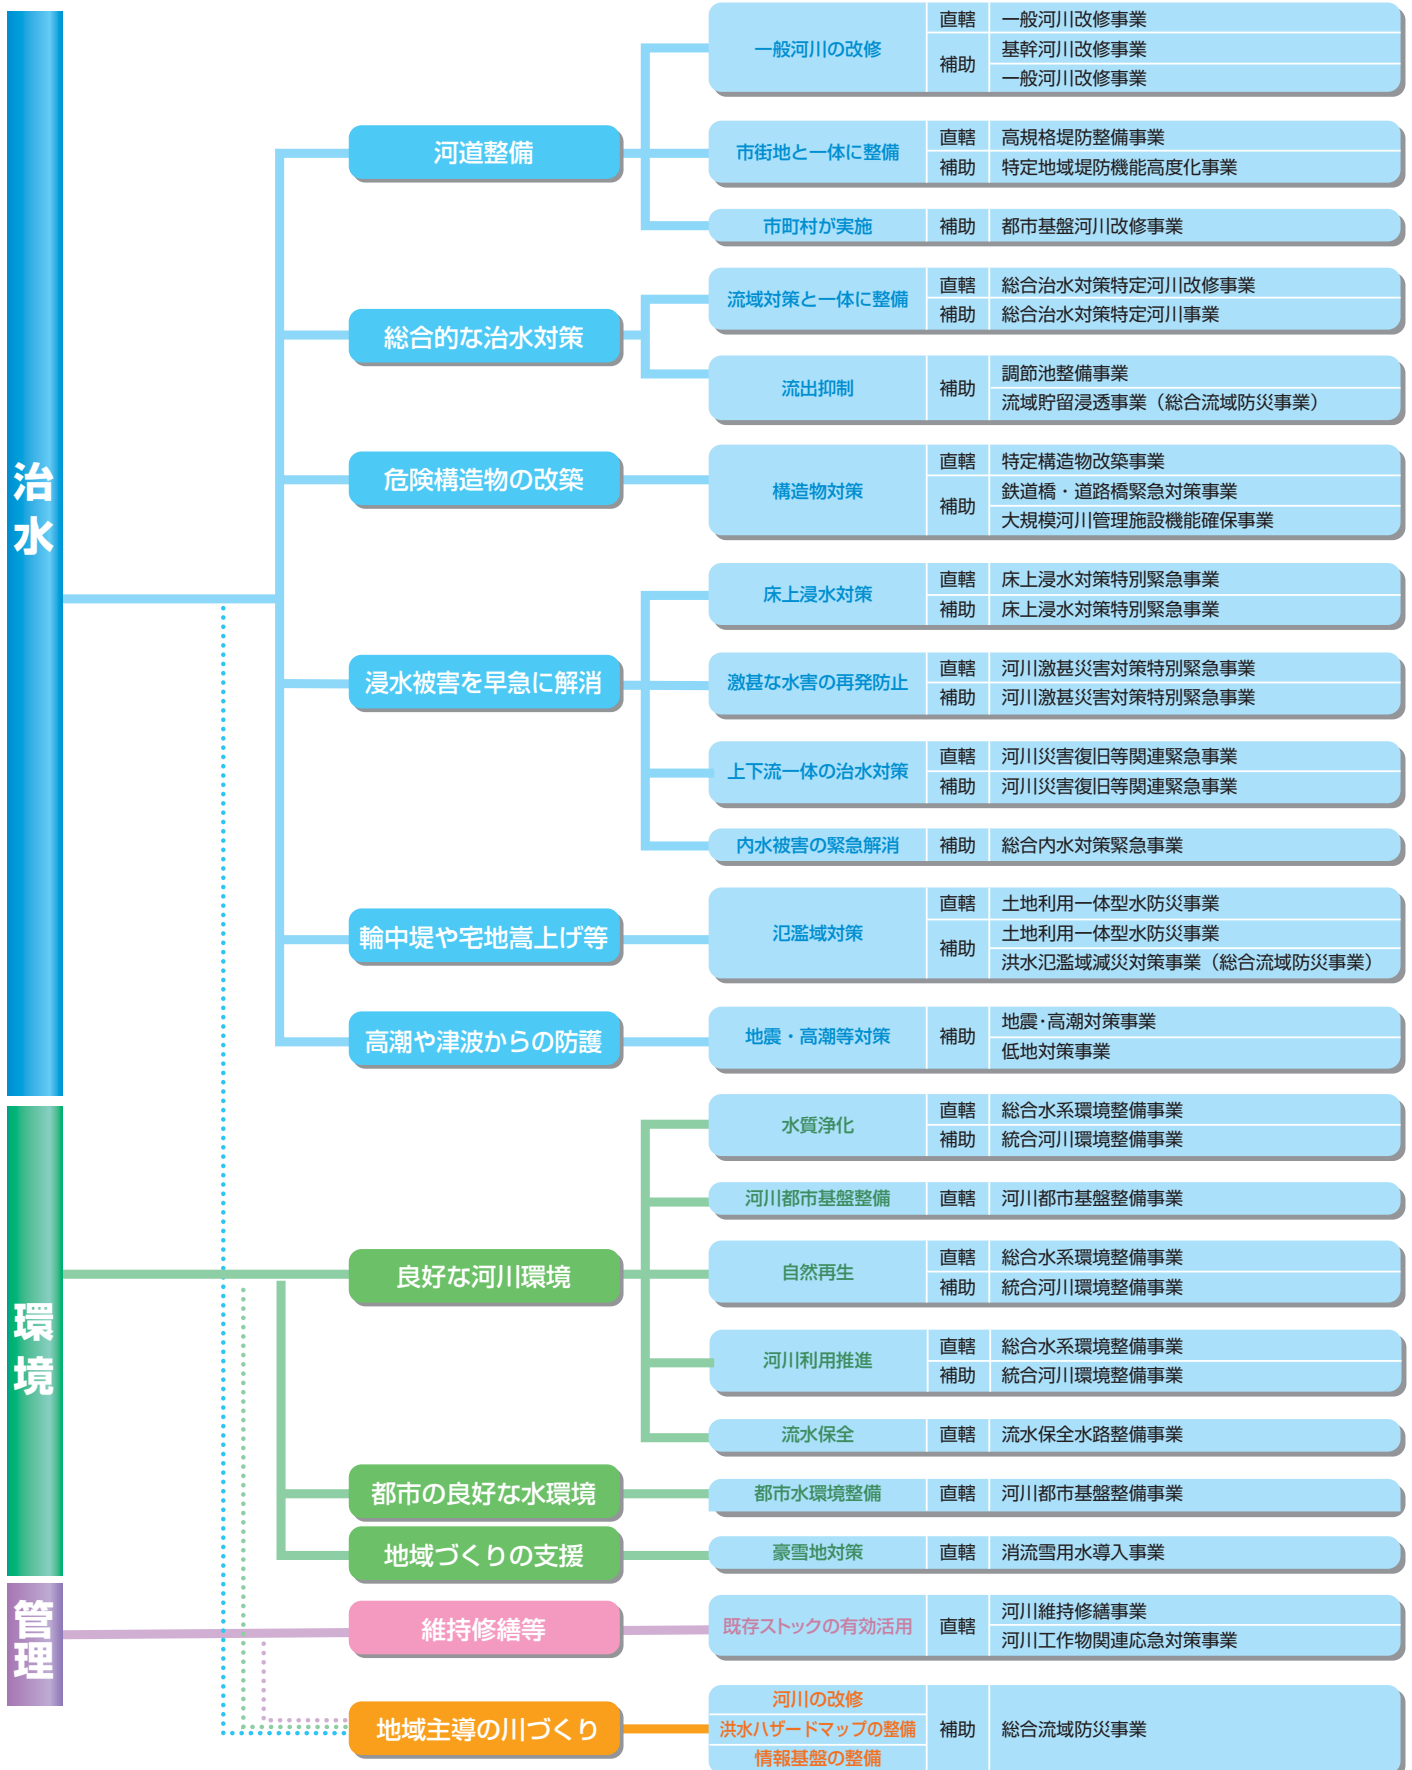 治水
河道整備
一般河川の改修
直轄 一般河川改修事業
補助 基幹河川改修事業
一般河川改修事業
市街地と一体に整備
直轄 高規格堤防整備事業
補助 特定地域堤防機能高度化事業
市町村が実施 補助 都市基盤河川改修事業
総合的な治水対策
流域対策と一体に整備
直轄 総合治水対策特定河川改修事業
補助 総合治水対策特定河川事業
流出抑制
補助 調節池整備事業
流域貯留浸透事業（総合流域防災事業）
危険構造物の改築
構造物対策
直轄 特定構造物改築事業
補助 鉄道橋・道路橋緊急対策事業
大規模河川管理施設機能確保事業
浸水被害を早急に解消
床上浸水対策
直轄 床上浸水対策特別緊急事業
補助 床上浸水対策特別緊急事業
激甚な水害の再発防止
直轄 河川激甚災害対策特別緊急事業
補助 河川激甚災害対策特別緊急事業
上下流一体の治水対策
直轄 河川災害復旧等関連緊急事業
補助 河川災害復旧等関連緊急事業
内水被害の緊急解消 補助 総合内水対策緊急事業
輪中堤や宅地嵩上げ等
氾濫域対策
直轄 土地利用一体型水防災事業
補助 土地利用一体型水防災事業
洪水氾濫域減災対策事業（総合流域防災事業）
高潮や津波からの防護
地震・高潮等対策
補助 地震・高潮対策事業
低地対策事業
環境
良好な河川環境
水質浄化
直轄 総合水系環境整備事業
補助 統合河川環境整備事業
河川都市基盤整備 直轄 河川都市基盤整備事業
自然再生
直轄 総合水系環境整備事業
補助 統合河川環境整備事業
河川利用推進
直轄 総合水系環境整備事業
補助 統合河川環境整備事業
流水保全 直轄 流水保全水路整備事業
都市の良好な水環境
都市水環境整備 直轄 河川都市基盤整備事業
地域づくりの支援
豪雪地対策 直轄 消流雪用水導入事業
管理
維持修繕等
既存ストックの有効活用
直轄 河川維持修繕事業
河川工作物関連応急対策事業
地域主導の川づくり
河川の改修
洪水ハザードマップの整備
情報基盤の整備
補助 総合流域防災事業